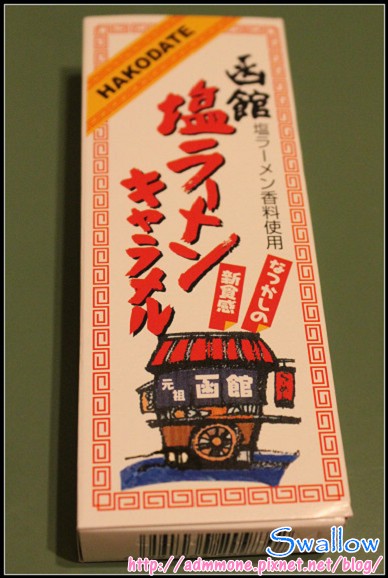 HAKODATE
函館
塩ラーメン
キャラメル
塩ラーメン香料使用
なつかしの
新食感
元祖
函館
Swallow
http://admmone.pixnet.net/blog/